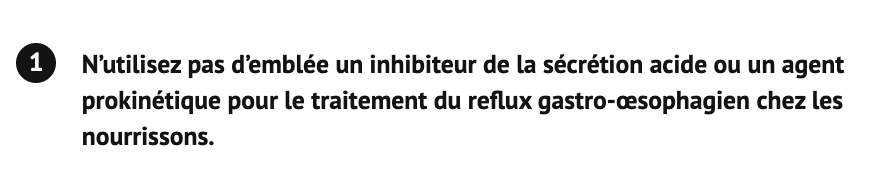 1 N’utilisez pas d’emblée un inhibiteur de la sécrétion acide ou un agent
prokinétique pour le traitement du reflux gastro-œsophagien chez les
nourrissons.